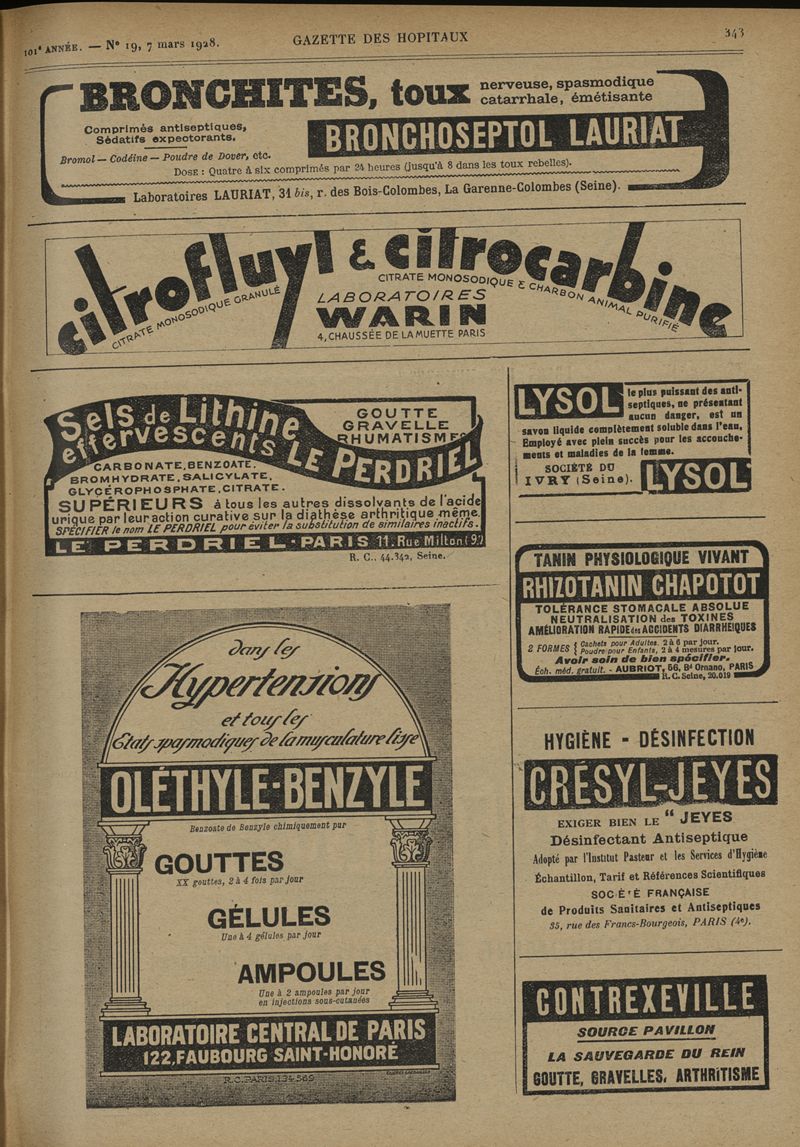 101e ANNÉE. — N° 19, 7 mars 1928.
GAZETTE DES HOPITAUX
343
BRONCHITES, toux
nerveuse, spasmodique
catarrhale, émétisante
Comprimés antiseptiques,
Sédatifs expectorants.
BRONCHOSEPTOL LAURIAT
Bromol — Codéine — Poudre de Dover, etc.
DOSE : Quatre à six comprimés par 24 heures (jusqu'à 8 dans les toux rebelles).
Laboratoires LAURIAT, 31 bis, r. des Bois-Colombes, La Garenne-Colombes (Seine).
citrofluyl & citrocarbine
CITRATE MONOSODIQUE GRANULÉ
CITRATE MONOSODIQUE & CHARBON ANIMAL PURIFIÉ
LABORATOIRES
WARIN
4, CHAUSSÉE DE LA MUETTE PARIS
Sels de Lithine
effervescents LE PERDRIEL
GOUTTE
GRAVELLE
RHUMATISME
CARBONATE, BENZOATE,
BROMHYDRATE, SALICYLATE,
GLYCÉROPHOSPHATE, CITRATE.
SUPÉRIEURS à tous les autres dissolvants de l'acide
urique par leur action curative sur la diathèse arthritique même.
SPÉCIFIER le nom LE PERDRIEL pour éviter la substitution de similaires inactifs.
LE PERDRIEL - PARIS 11, Rue Milton (9e)
R. C., 44.342, Seine.
dans les
Hypertensions
et tous les
États spasmodiques de la musculature lisse
OLÉTHYLE-BENZYLE
Benzoate de Benzyle chimiquement pur
GOUTTES
XX gouttes, 2 à 4 fois par jour
GÉLULES
Une à 4 gélules par jour
AMPOULES
Une à 2 ampoules par jour
en injections sous-cutanées
LABORATOIRE CENTRAL DE PARIS
122, FAUBOURG SAINT-HONORÉ
R.C. PARIS, 134-569
LYSOL
le plus puissant des anti-
septiques, ne présentant
aucun danger, est un
savon liquide complètement soluble dans l'eau.
Employé avec plein succès pour les accouche-
ments et maladies de la femme.
SOCIÉTÉ DU
IVRY (Seine).
LYSOL
TANIN PHYSIOLOGIQUE VIVANT
RHIZOTANIN CHAPOTOT
TOLÉRANCE STOMACALE ABSOLUE
NEUTRALISATION des TOXINES
AMÉLIORATION RAPIDE des ACCIDENTS DIARRHÉIQUES
2 FORMES { Cachets pour Adultes, 2 à 6 par jour.
Poudre pour Enfants, 2 à 4 mesures par jour.
Avoir soin de bien spécifier.
Éch. méd. gratuit. - AUBRIOT, 56, Bd Ornano, PARIS
R. C. Seine, 20.019
HYGIÈNE - DÉSINFECTION
CRÉSYL-JEYES
EXIGER BIEN LE " JEYES
Désinfectant Antiseptique
Adopté par l'Institut Pasteur et les Services d'Hygiène
Échantillon, Tarif et Références Scientifiques
SOCIÉTÉ FRANÇAISE
de Produits Sanitaires et Antiseptiques
35, rue des Francs-Bourgeois, PARIS (4e).
CONTREXEVILLE
SOURCE PAVILLON
LA SAUVEGARDE DU REIN
GOUTTE, GRAVELLES, ARTHRITISME